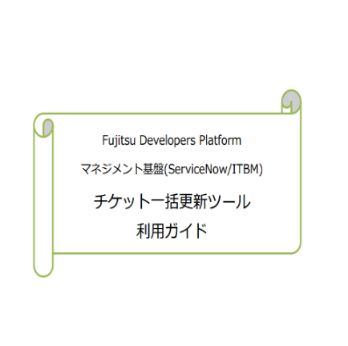 Fujitsu Developers Platform
マネジメント基盤(ServiceNow/ITBM)
チケット一括更新ツール
利用ガイド